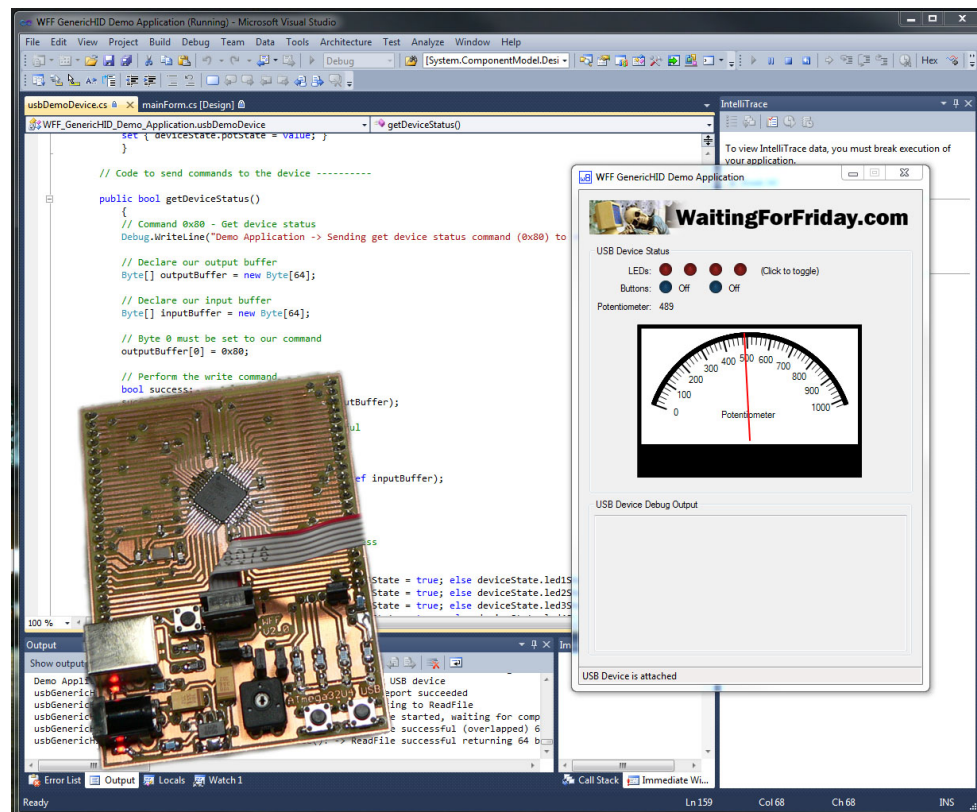 WFF GenericHID Demo Application (Running) - Microsoft Visual Studio
File Edit View Project Build Debug Team Data Tools Architecture Test Analyze Window Help
Debug [System.ComponentModel.Desi Hex
usbDemoDevice.cs mainForm.cs [Design] IntelliTrace
WFF_GenericHID_Demo_Application.usbDemoDevice getDeviceStatus()
set { deviceState.potState = value; }
}
// Code to send commands to the device ----------
public bool getDeviceStatus()
{
// Command 0x80 - Get device status
Debug.WriteLine("Demo Application -> Sending get device status command (0x80) to
// Declare our output buffer
Byte[] outputBuffer = new Byte[64];
// Declare our input buffer
Byte[] inputBuffer = new Byte[64];
// Byte 0 must be set to our command
outputBuffer[0] = 0x80;
// Perform the write command
bool success;
utBuffer);
ul
ef inputBuffer);
ss
State = true; else deviceState.led1S
State = true; else deviceState.led2S
State = true; else deviceState.led3S
100 %
To view IntelliTrace data, you must break execution of
your application.
WFF GenericHID Demo Application
WaitingForFriday.com
USB Device Status
LEDs: (Click to toggle)
Buttons: Off Off
Potentiometer: 489
0 100 200 300 400 500 600 700 800 900 1000
Potentiometer
USB Device Debug Output
USB Device is attached
8076
WFF
V2.0
ATmega32U4 USB
Output
Show output
Demo Appl USB device
usbGenericH eport succeeded
usbGenericH ing to ReadFile
usbGenericH e started, waiting for comp
usbGenericH e successful (overlapped) 6
usbGenericH ().: -> ReadFile successful returning 64 b
Error List Output Locals Watch 1 Call Stack Immediate Wi...
Ready Ln 159 Col 68 Ch 68 INS